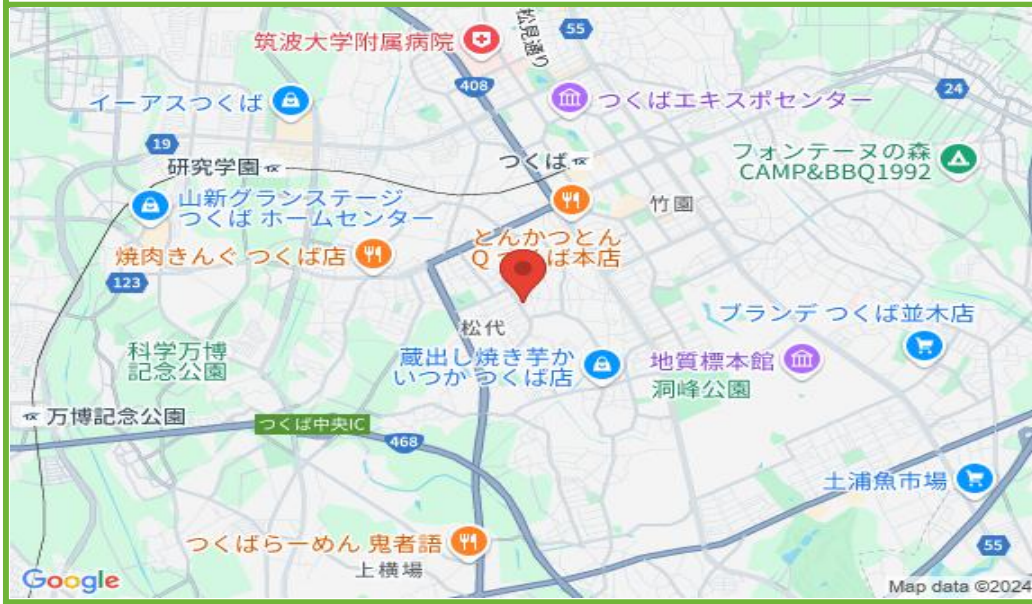 筑波大学附属病院
松見通り
55
408
イーアスつくば
つくばエキスポセンター
24
19
研究学園
つくば
フォンテーヌの森
CAMP&BBQ1992
山新グランステージ
つくば ホームセンター
竹園
焼肉きんぐ つくば店
とんかつとん
Q つくば本店
123
ブランデ つくば並木店
松代
科学万博
記念公園
蔵出し焼き芋か
いつか つくば店
地質標本館
洞峰公園
万博記念公園
つくば中央IC
468
土浦魚市場
つくばらーめん 鬼者語
上横場
55
Google
Map data ©2024